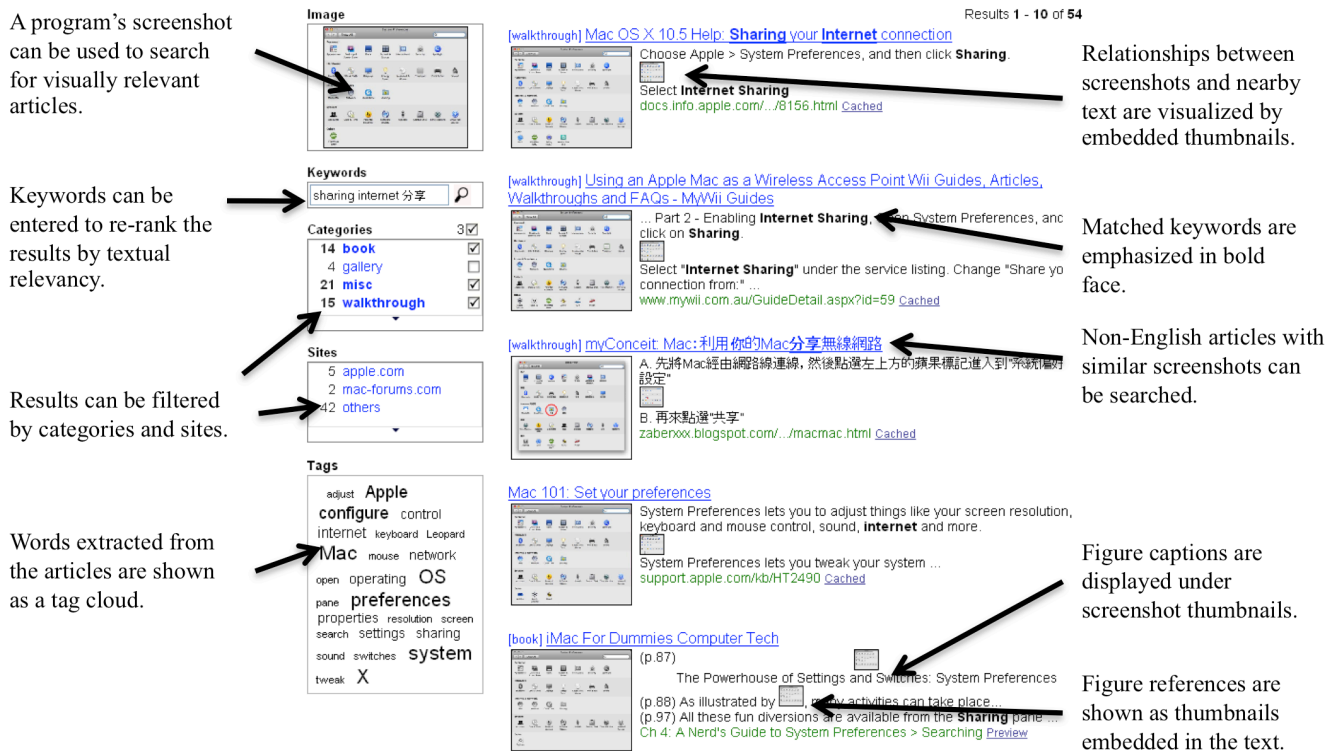 A program's screenshot
can be used to search
for visually relevant
articles.
Keywords can be
entered to re-rank the
results by textual
relevancy.
Results can be filtered
by categories and sites.
Words extracted from
the articles are shown
as a tag cloud.
Image
Keywords
sharing internet 分享
Categories 3
14 book
4 gallery
21 misc
15 walkthrough
Sites
5 apple.com
2 mac-forums.com
42 others
Tags
adjust Apple
configure control
internet keyboard Leopard
Mac mouse network
open operating OS
pane preferences
properties resolution screen
search settings sharing
sound switches system
tweak X
Results 1 - 10 of 54
[walkthrough] Mac OS X 10.5 Help: Sharing your Internet connection
Choose Apple > System Preferences, and then click Sharing.
Select Internet Sharing
docs.info.apple.com/.../8156.html Cached
[walkthrough] Using an Apple Mac as a Wireless Access Point Wii Guides, Articles,
Walkthroughs and FAQs - MyWii Guides
... Part 2 - Enabling Internet Sharing, System Preferences, and
click on Sharing.
Select "Internet Sharing" under the service listing. Change "Share yo
connection from:" ...
www.mywii.com.au/GuideDetail.aspx?id=59 Cached
[walkthrough] myConceit: Mac:利用你的Mac分享無線網路
A. 先將Mac經由網路線連線, 然後點選左上方的蘋果標記進入到"系統偏好
設定"
B. 再來點選"共享"
zaberxxx.blogspot.com/.../macmac.html Cached
Mac 101: Set your preferences
System Preferences lets you to adjust things like your screen resolution,
keyboard and mouse control, sound, internet and more.
System Preferences lets you tweak your system ...
support.apple.com/kb/HT2490 Cached
[book] iMac For Dummies Computer Tech
(p.87)
The Powerhouse of Settings and Switches: System Preferences
(p.88) As illustrated by , many activities can take place...
(p.97) All these fun diversions are available from the Sharing pane ...
Ch 4: A Nerd's Guide to System Preferences > Searching Preview
Relationships between
screenshots and nearby
text are visualized by
embedded thumbnails.
Matched keywords are
emphasized in bold
face.
Non-English articles with
similar screenshots can
be searched.
Figure captions are
displayed under
screenshot thumbnails.
Figure references are
shown as thumbnails
embedded in the text.